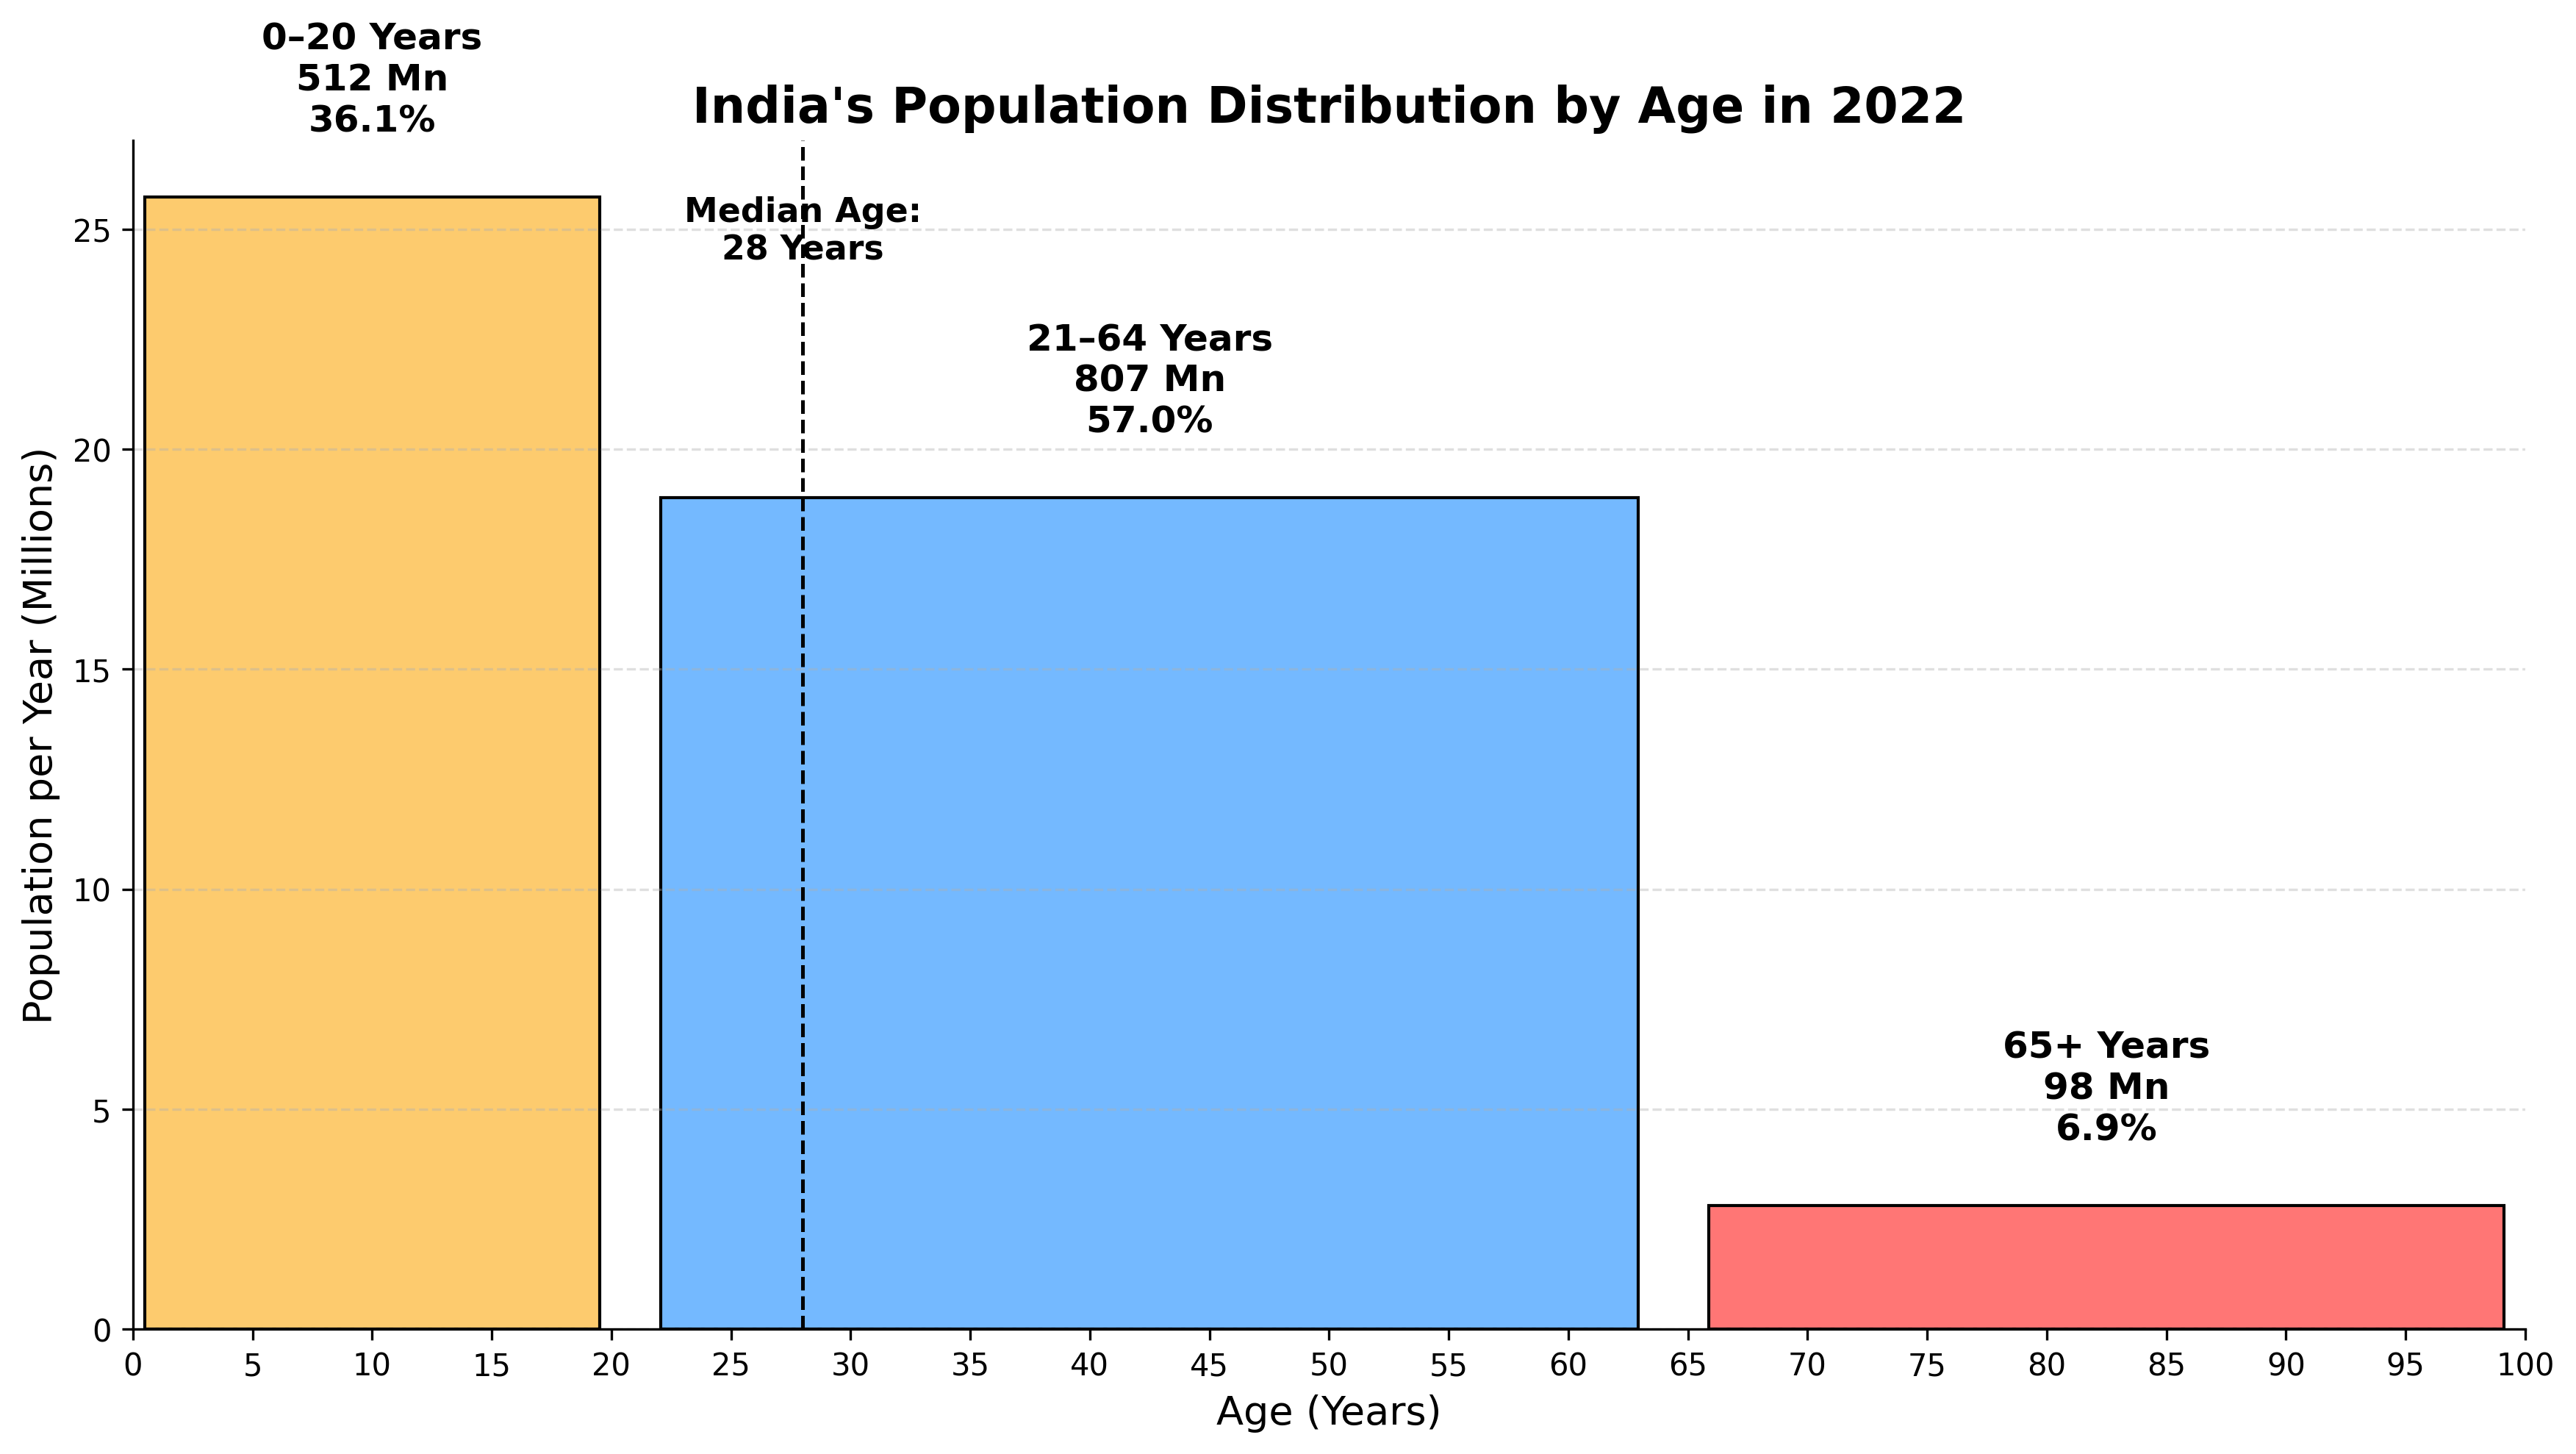 0–20 Years
512 Mn
36.1%
India's Population Distribution by Age in 2022
Median Age:
28 Years
21–64 Years
807 Mn
57.0%
65+ Years
98 Mn
6.9%
Population per Year (Millions)
25
20
15
10
5
0
0 5 10 15 20 25 30 35 40 45 50 55 60 65 70 75 80 85 90 95 100
Age (Years)